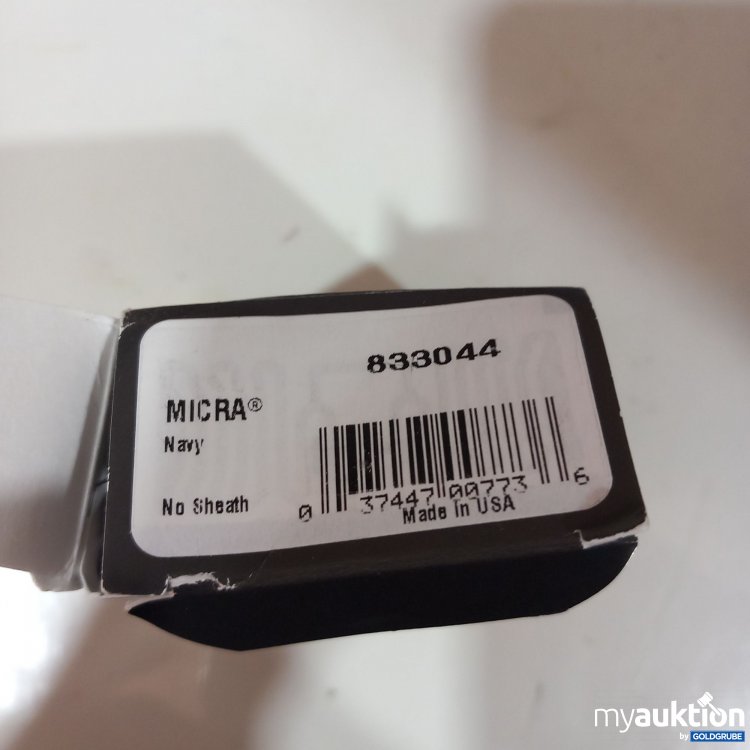 833044
MICRA®
Navy
No Sheath
0 37447 00773 6
Made In USA
myauktion
by GOLDGRUBE